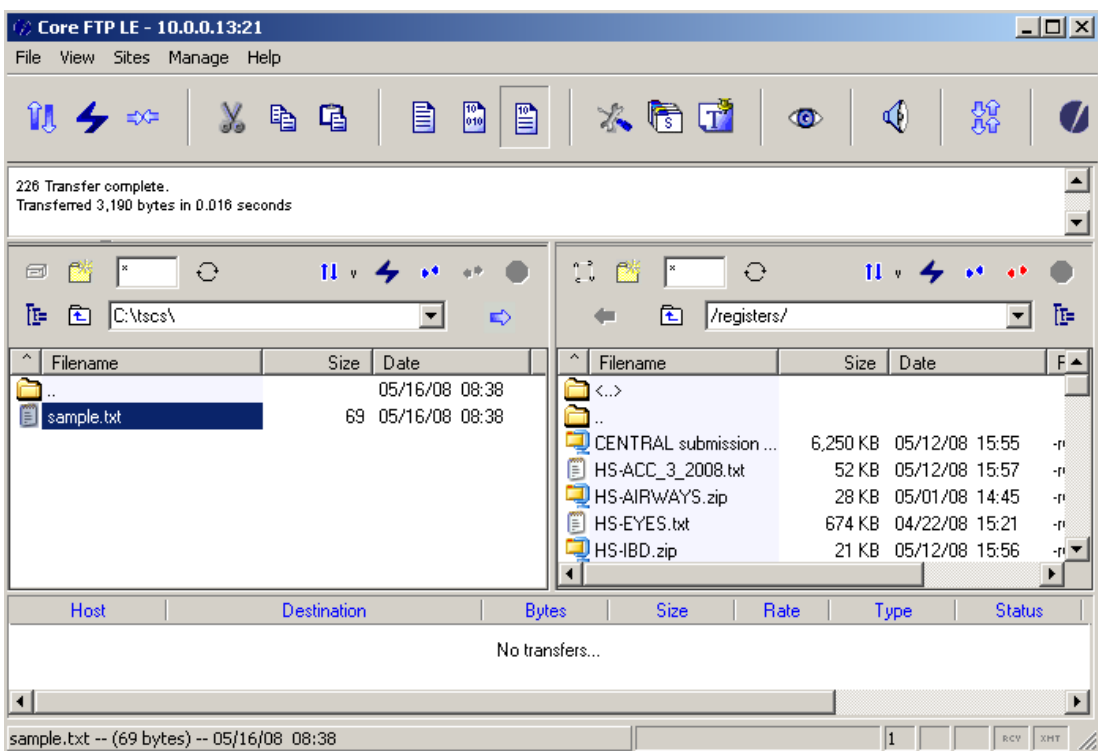 Core FTP LE - 10.0.0.13:21
File View Sites Manage Help
10 010
10
S
T
226 Transfer complete.
Transferred 3,190 bytes in 0.016 seconds
*
*
C:\tscs\
/registers/
^ Filename Size Date
.. 05/16/08 08:38
sample.txt 69 05/16/08 08:38
^ Filename Size Date
<..>
..
CENTRAL submission ... 6,250 KB 05/12/08 15:55
HS-ACC_3_2008.txt 52 KB 05/12/08 15:57
HS-AIRWAYS.zip 28 KB 05/01/08 14:45
HS-EYES.txt 674 KB 04/22/08 15:21
HS-IBD.zip 21 KB 05/12/08 15:56
Host Destination Bytes Size Rate Type Status
No transfers...
sample.txt -- (69 bytes) -- 05/16/08 08:38 1 RCV XMT